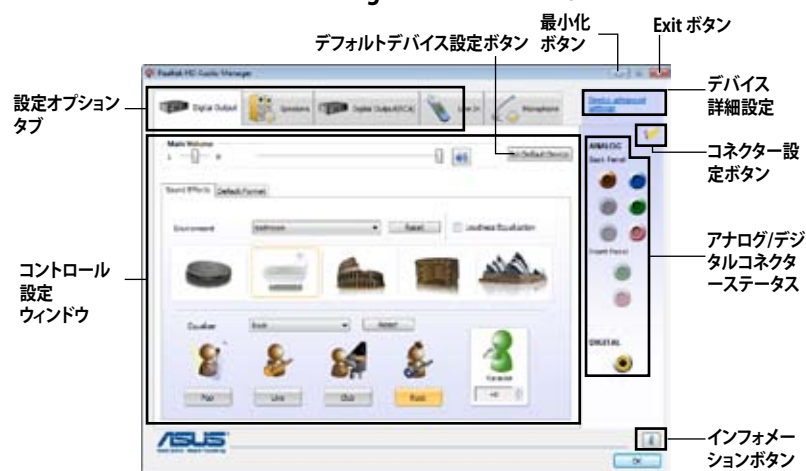 最小化
ボタン
Exit ボタン
デフォルトデバイス設定ボタン
Realtek HD Audio Manager
設定オプション
タブ
Digital Output
Speakers
Digital Output(RCA)
Line In
Microphone
Device advanced
settings
デバイス
詳細設定
Main Volume
L
R
Set Default Device
ANALOG
Back Panel
コネクター設
定ボタン
Sound Effects
Default Format
Environment
Bathroom
Reset
Loudness Equalization
Front Panel
アナログ/デジ
タルコネクタ
ーステータス
コントロール
設定
ウィンドウ
Equalizer
Rock
Reset
DIGITAL
Karaoke
Pop
Live
Club
Rock
+0
ASUS
インフォメー
ションボタン
OK